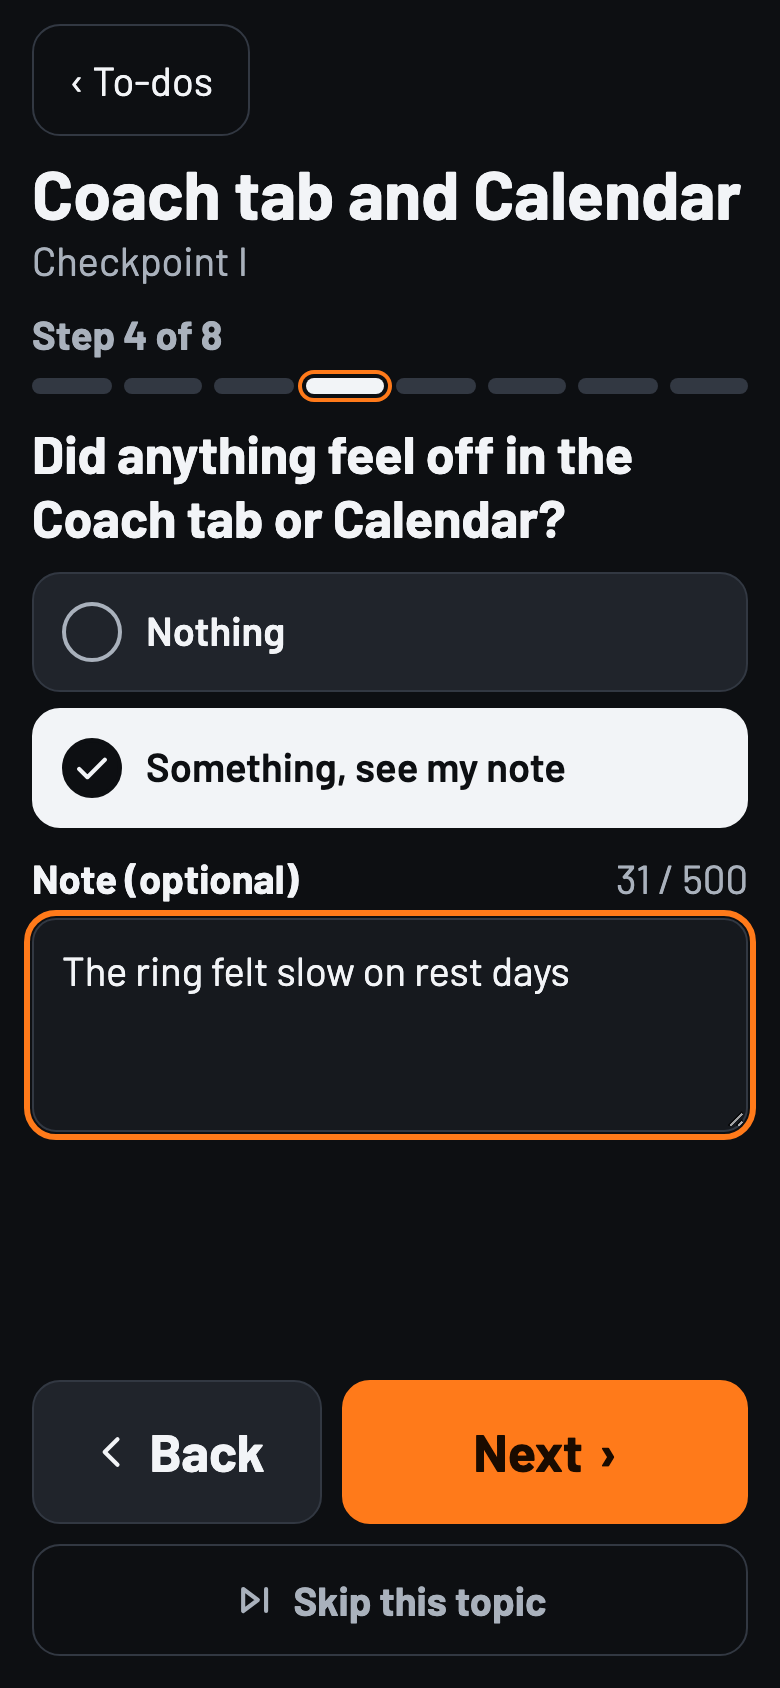 ‹ To-dos
Coach tab and Calendar
Checkpoint I
Step 4 of 8
Did anything feel off in the
Coach tab or Calendar?
Nothing
Something, see my note
Note (optional) 31 / 500
The ring felt slow on rest days
Back
Next ›
Skip this topic